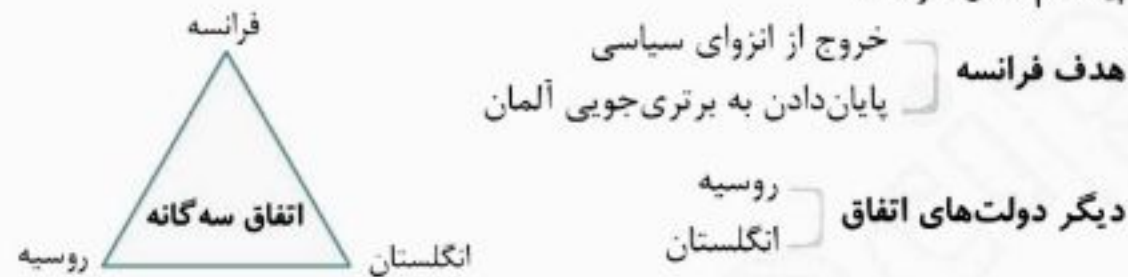 هدف فرانسه
خروج از انزوای سیاسی
پایان‌دادن به برتری‌جویی آلمان
دیگر دولت‌های اتفاق
روسیه
انگلستان
فرانسه
اتفاق سه‌گانه
انگلستان
روسیه